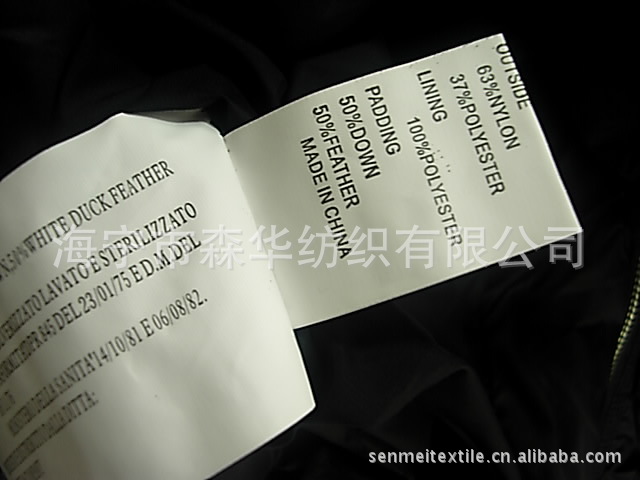 OUTSIDE
63%NYLON
37%POLYESTER
LINING
100%POLYESTER
PADDING
50%DOWN
50%FEATHER
MADE IN CHINA
WHITE DUCK FEATHER
LAVATO E STERILIZZATO
DEL 23/01/75 E D.M. DEL
SANITA' 14/10/81 E 06/08/82.
海宁市森华纺织有限公司
senmeitextile.cn.alibaba.com